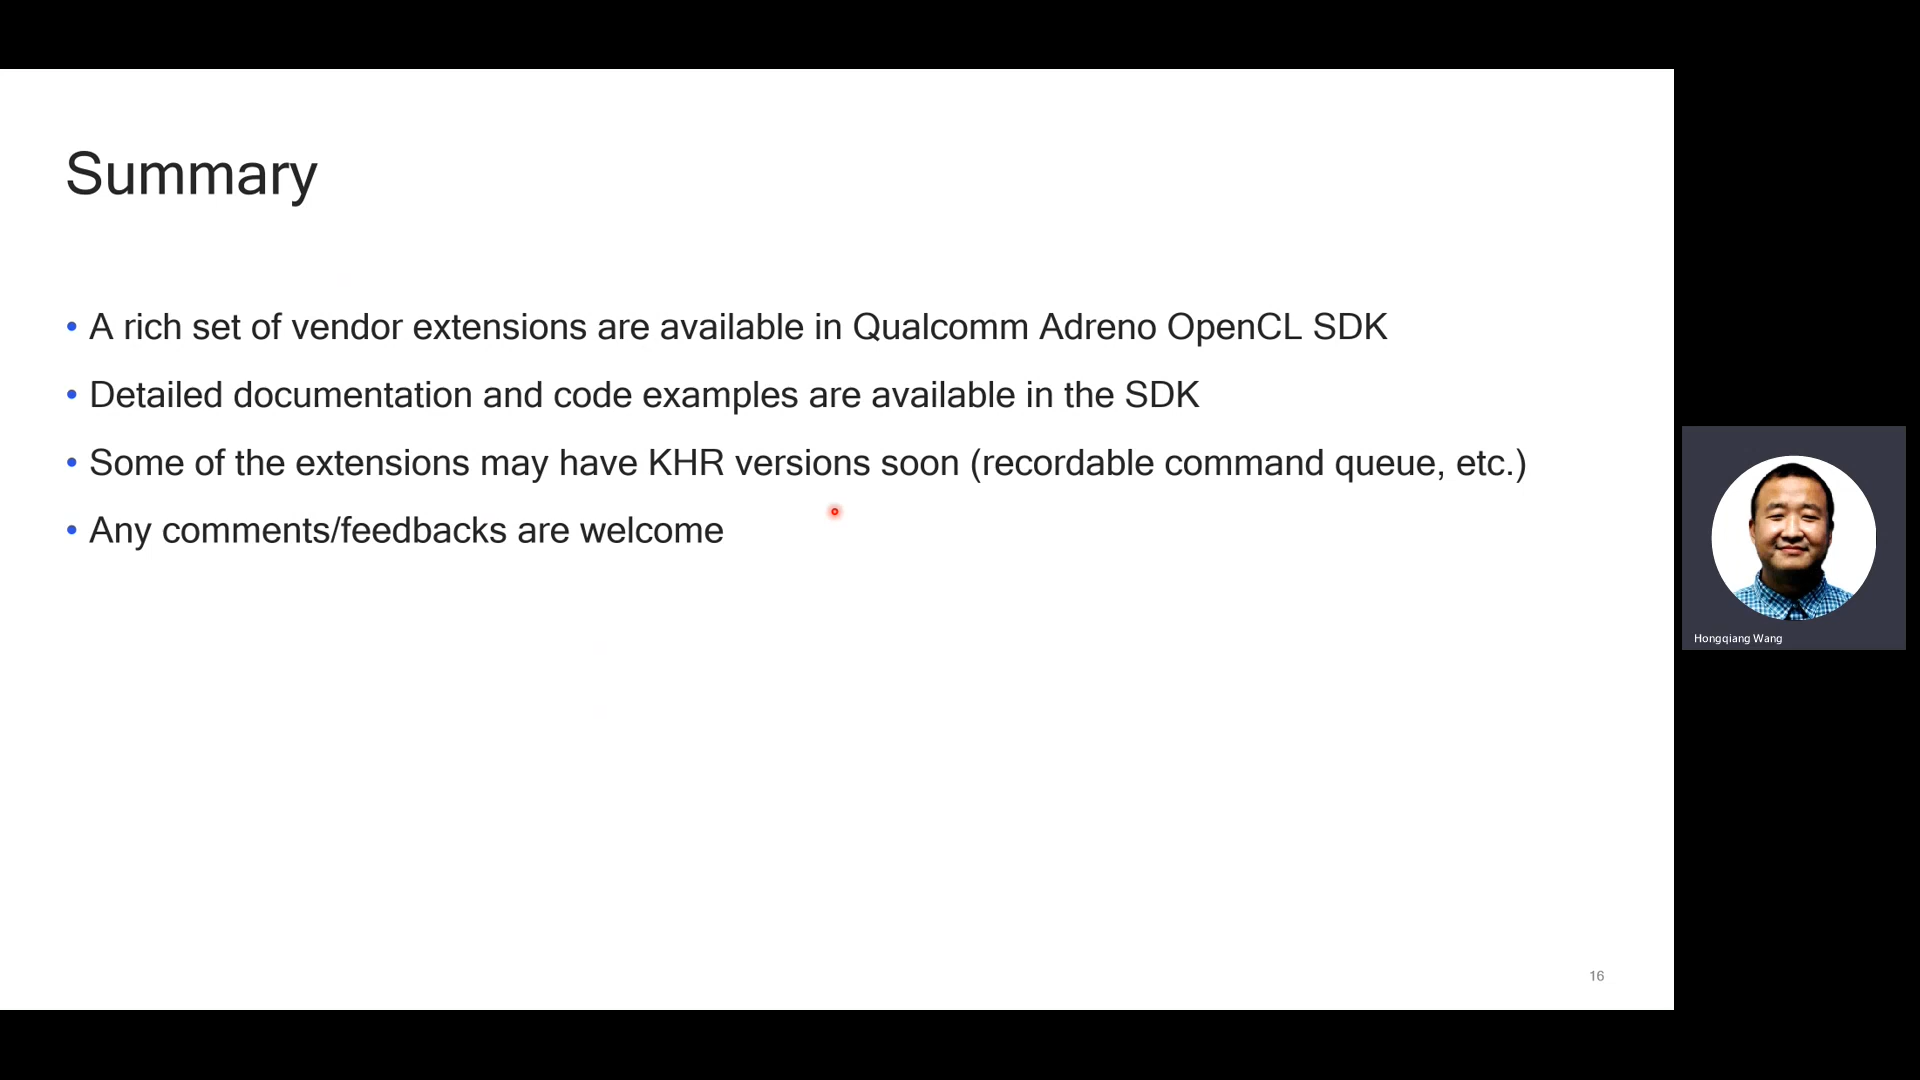 Summary
• A rich set of vendor extensions are available in Qualcomm Adreno OpenCL SDK
• Detailed documentation and code examples are available in the SDK
• Some of the extensions may have KHR versions soon (recordable command queue, etc.)
• Any comments/feedbacks are welcome
Hongqiang Wang
16